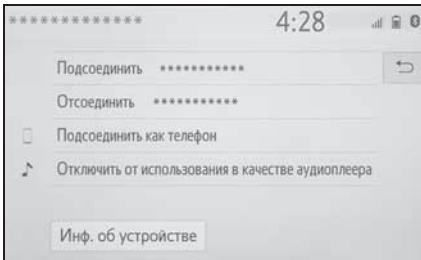 ************* 4:28
Подсоединить ***********
Отсоединить ***********
Подсоединить как телефон
Отключить от использования в качестве аудиоплеера
Инф. об устройстве